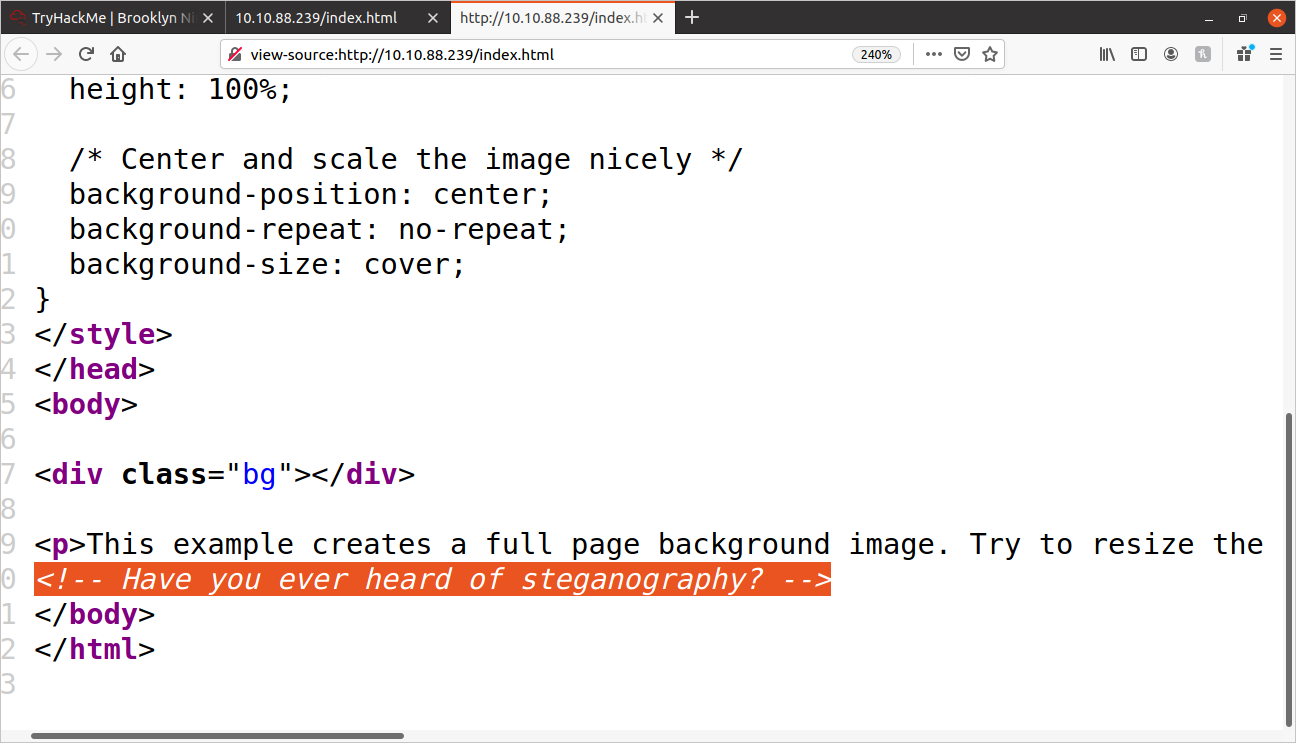 TryHackMe | Brooklyn Ni
10.10.88.239/index.html
http://10.10.88.239/index.h
view-source:http://10.10.88.239/index.html
240%
6 height: 100%;
7
8 /* Center and scale the image nicely */
9 background-position: center;
0 background-repeat: no-repeat;
1 background-size: cover;
2 }
3 </style>
4 </head>
5 <body>
6
7 <div class="bg"></div>
8
9 <p>This example creates a full page background image. Try to resize the
0 <!-- Have you ever heard of steganography? -->
1 </body>
2 </html>
3